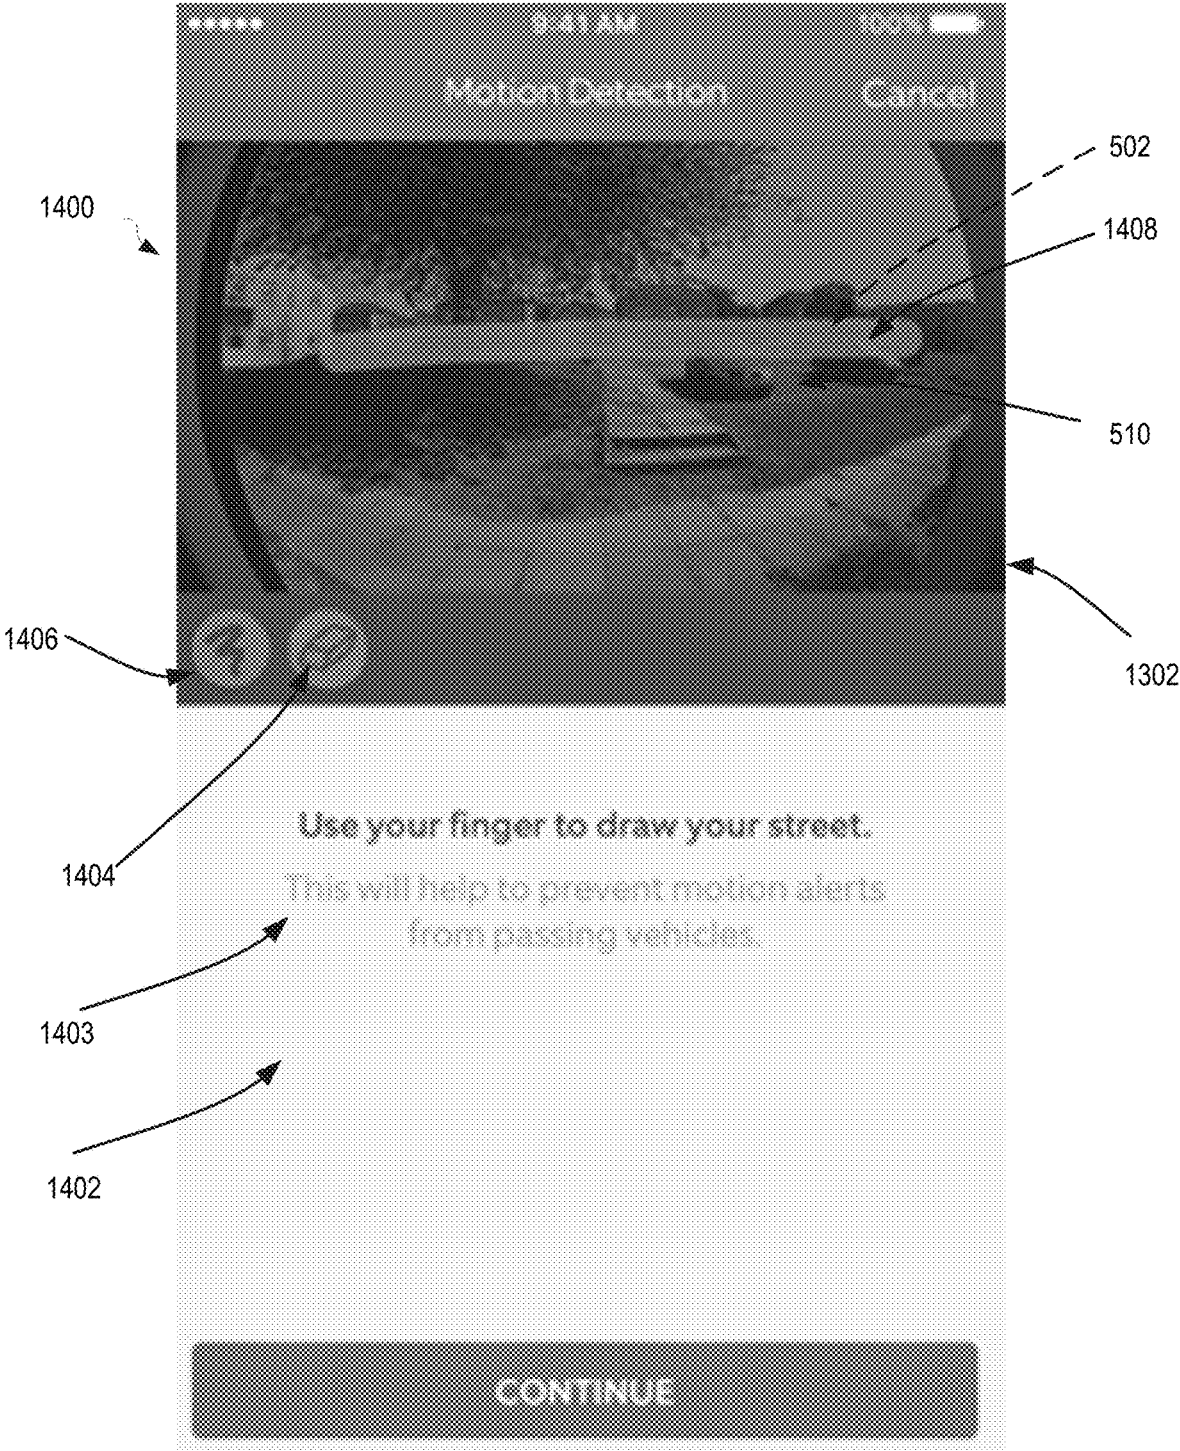 9:41 AM 100%
Motion Detection Cancel
502
1400
1408
510
1406
1302
Use your finger to draw your street.
1404
This will help to prevent motion alerts
from passing vehicles.
1403
1402
CONTINUE